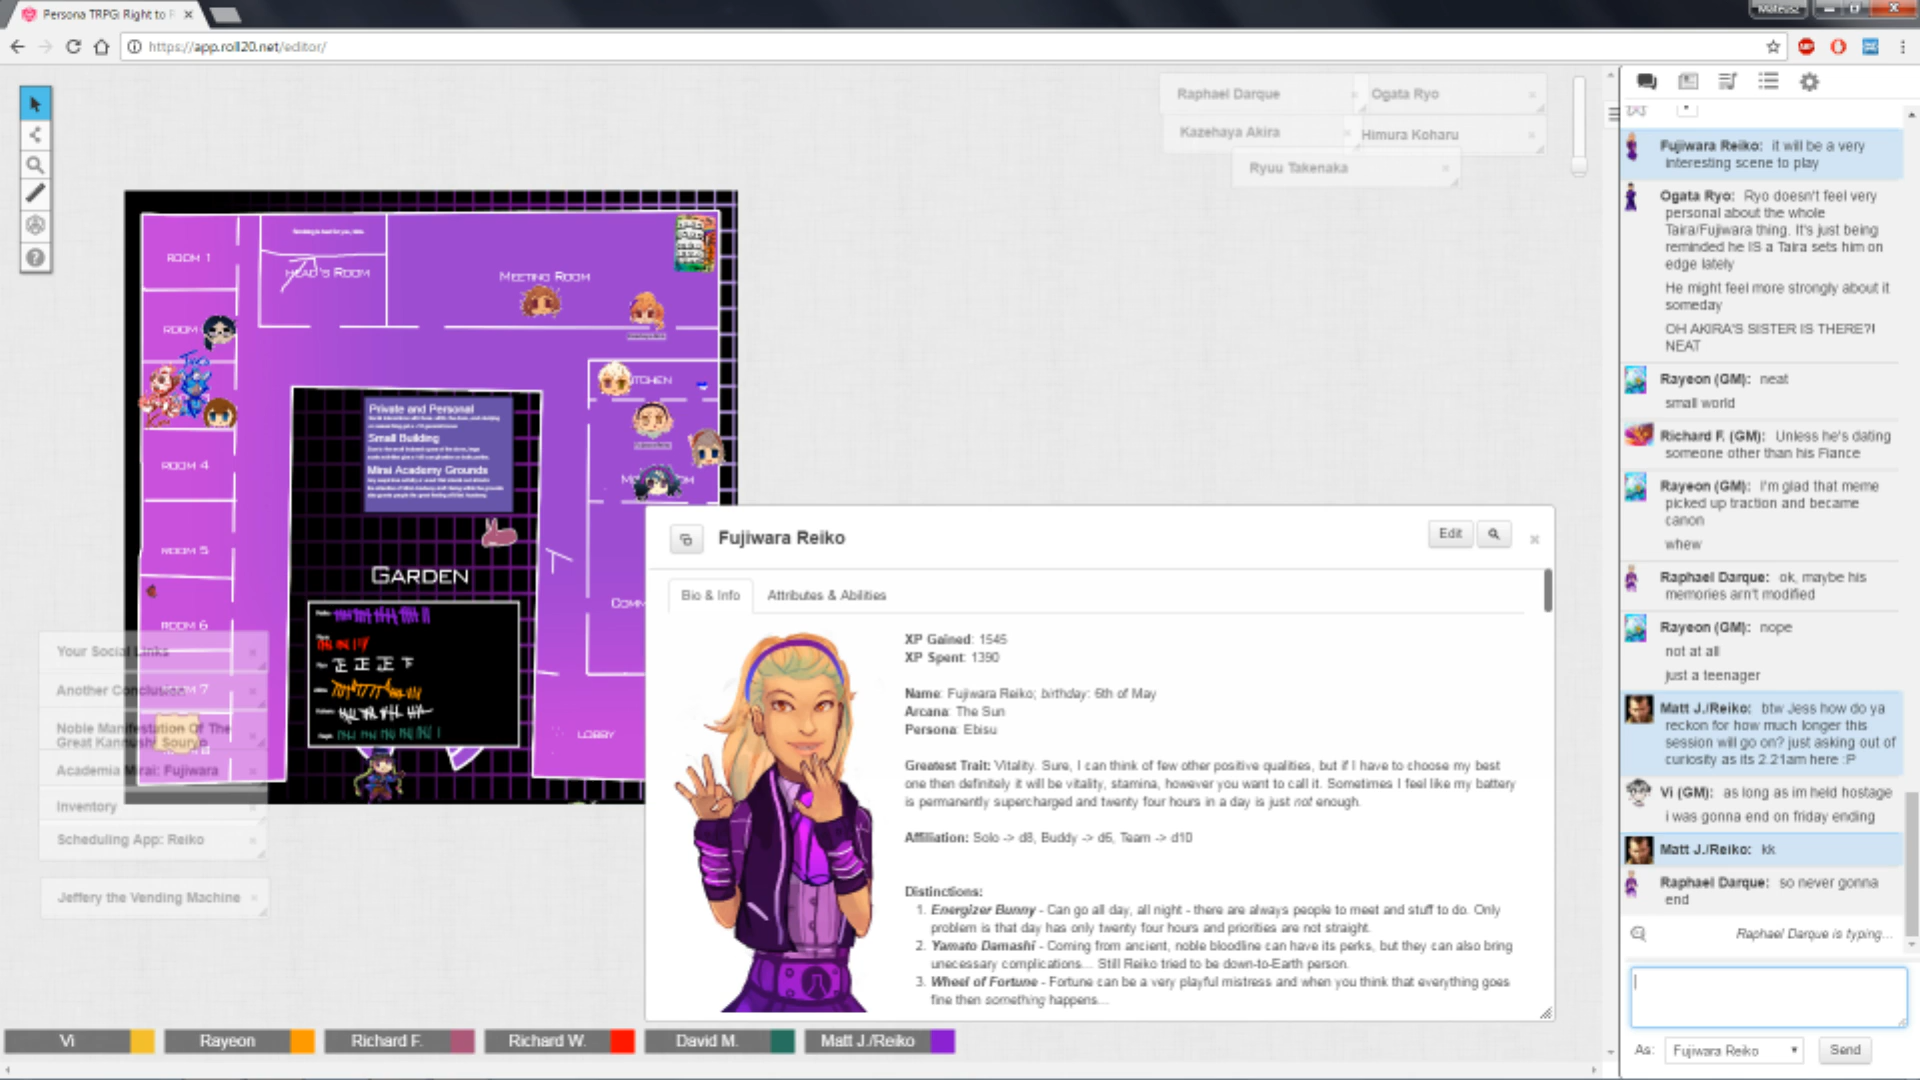 Persona TRPG: Right to R
Mateusz
https://app.roll20.net/editor/
Raphael Darque
Ogata Ryo
Kazehaya Akira
Himura Koharu
Ryuu Takenaka
ROOM 1
HEAD'S ROOM
MEETING ROOM
ROOM
KITCHEN
ROOM 4
Private and Personal
Small Building
Mirai Academy Grounds
ROOM 5
GARDEN
ROOM 6
ROOM 7
LOBBY
Your Social Links
Another Conclusion
Noble Manifestation Of The
Great Kannushi Souryo
Academia Mirai: Fujiwara
Inventory
Scheduling App: Reiko
Jeffery the Vending Machine
Fujiwara Reiko
Edit
Bio & Info
Attributes & Abilities
XP Gained: 1545
XP Spent: 1390
Name: Fujiwara Reiko; birthday: 6th of May
Arcana: The Sun
Persona: Ebisu
Greatest Trait: Vitality. Sure, I can think of few other positive qualities, but if I have to choose my best
one then definitely it will be vitality, stamina, however you want to call it. Sometimes I feel like my battery
is permanently supercharged and twenty four hours in a day is just not enough.
Affiliation: Solo -> d8, Buddy -> d6, Team -> d10
Distinctions:
1. Energizer Bunny - Can go all day, all night - there are always people to meet and stuff to do. Only
problem is that day has only twenty four hours and priorities are not straight.
2. Yamato Damashi - Coming from ancient, noble bloodline can have its perks, but they can also bring
unecessary complications... Still Reiko tried to be down-to-Earth person.
3. Wheel of Fortune - Fortune can be a very playful mistress and when you think that everything goes
fine then something happens...
Vi
Rayeon
Richard F.
Richard W.
David M.
Matt J./Reiko
Fujiwara Reiko: it will be a very
interesting scene to play
Ogata Ryo: Ryo doesn't feel very
personal about the whole
Taira/Fujiwara thing. It's just being
reminded he IS a Taira sets him on
edge lately
He might feel more strongly about it
someday
OH AKIRA'S SISTER IS THERE?!
NEAT
Rayeon (GM): neat
small world
Richard F. (GM): Unless he's dating
someone other than his Fiance
Rayeon (GM): I'm glad that meme
picked up traction and became
canon
whew
Raphael Darque: ok, maybe his
memories arn't modified
Rayeon (GM): nope
not at all
just a teenager
Matt J./Reiko: btw Jess how do ya
reckon for how much longer this
session will go on? just asking out of
curiosity as its 2.21am here :P
Vi (GM): as long as im held hostage
i was gonna end on friday ending
Matt J./Reiko: kk
Raphael Darque: so never gonna
end
Raphael Darque is typing...
As: Fujiwara Reiko
Send